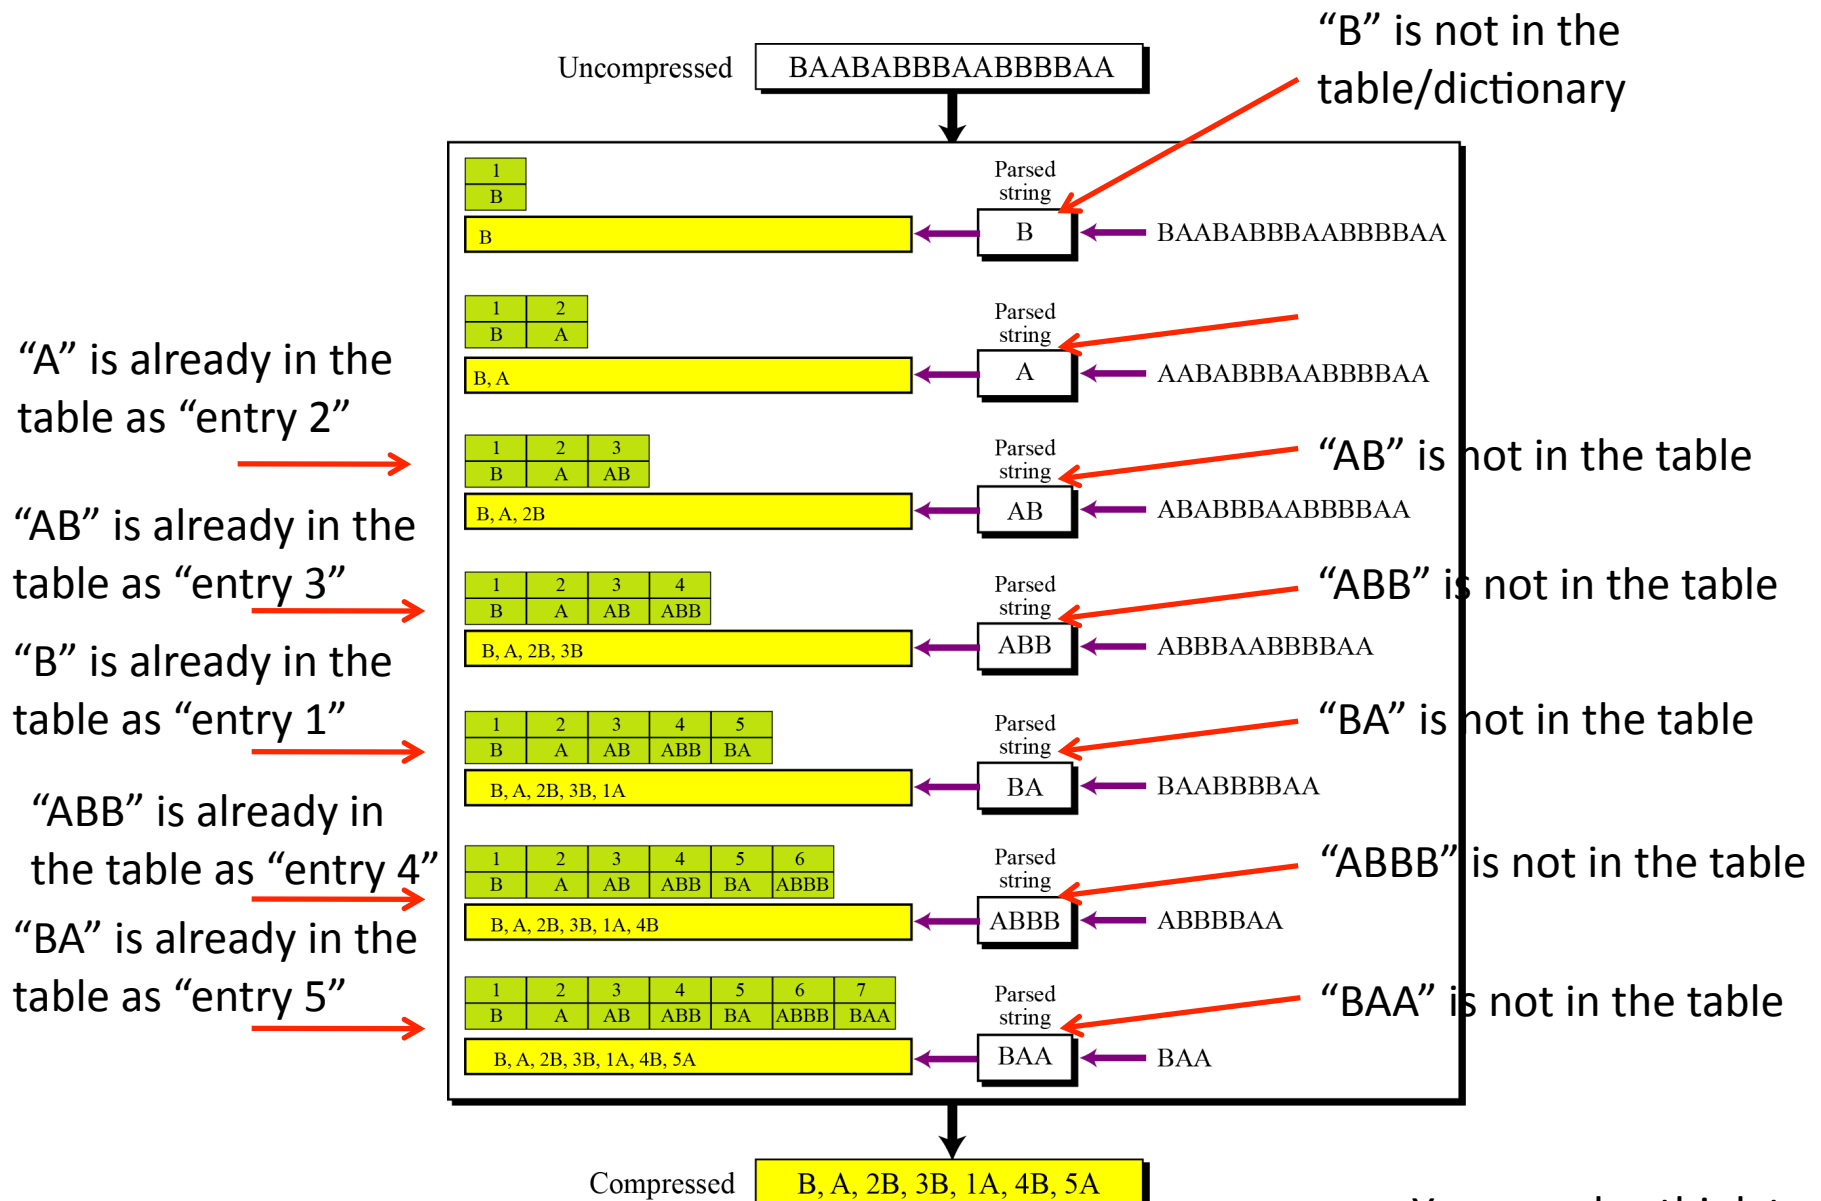 “B” is not in the
table/dictionary
Uncompressed BAABABBBAABBBBAA
1
B
Parsed
string
B
B
BAABABBBAABBBBAA
1 2
B A
Parsed
string
B, A
A
AABABBBAABBBBAA
“A” is already in the
table as “entry 2”
1 2 3
B A AB
Parsed
string
B, A, 2B
AB
ABABBBAABBBBAA
“AB” is not in the table
“AB” is already in the
table as “entry 3”
1 2 3 4
B A AB ABB
Parsed
string
B, A, 2B, 3B
ABB
ABBBAABBBBAA
“ABB” is not in the table
“B” is already in the
table as “entry 1”
1 2 3 4 5
B A AB ABB BA
Parsed
string
B, A, 2B, 3B, 1A
BA
BAABBBBAA
“BA” is not in the table
“ABB” is already in
the table as “entry 4”
1 2 3 4 5 6
B A AB ABB BA ABBB
Parsed
string
B, A, 2B, 3B, 1A, 4B
ABBB
ABBBBAA
“ABBB” is not in the table
“BA” is already in the
table as “entry 5”
1 2 3 4 5 6 7
B A AB ABB BA ABBB BAA
Parsed
string
B, A, 2B, 3B, 1A, 4B, 5A
BAA
BAA
“BAA” is not in the table
Compressed B, A, 2B, 3B, 1A, 4B, 5A